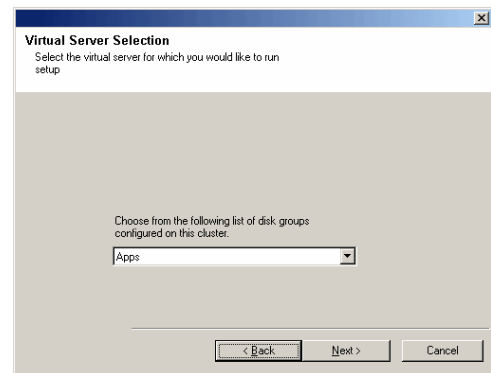 Virtual Server Selection
Select the virtual server for which you would like to run
setup
Choose from the following list of disk groups
configured on this cluster.
Apps
< Back
Next >
Cancel